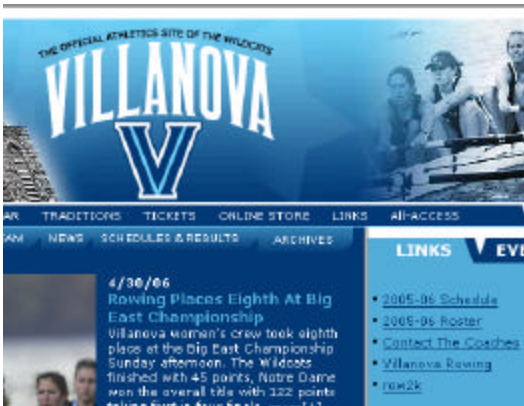 THE OFFICIAL ATHLETICS SITE OF THE WILDCATS
VILLANOVA
V
AR TRADITIONS TICKETS ONLINE STORE LINKS All-ACCESS
EAM NEWS SCHEDULES & RESULTS ARCHIVES
LINKS EVE
4/30/06
Rowing Places Eighth At Big
East Championship
Villanova women's crew took eighth
place at the Big East Championship
Sunday afternoon. The Wildcats
finished with 45 points, Notre Dame
won the overall title with 122 points
2005-06 Schedule
2005-06 Roster
Contact The Coaches
Villanova Rowing
row2k